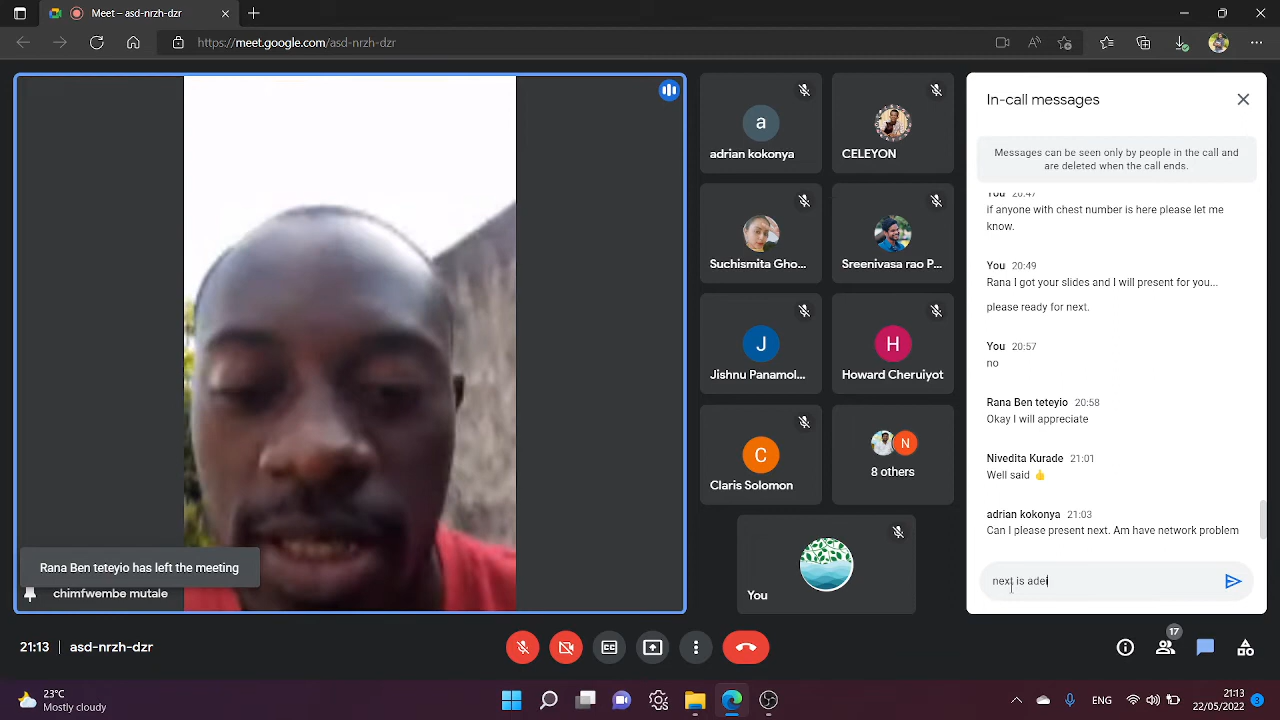 Meet – asd-nrzh-dzr
https://meet.google.com/asd-nrzh-dzr
Rana Ben teteyio has left the meeting
chimfwembe mutale
a
adrian kokonya
CELEYON
Suchismita Gho...
Sreenivasa rao P...
J
Jishnu Panamol...
H
Howard Cheruiyot
C
Claris Solomon
N
8 others
You
In-call messages
Messages can be seen only by people in the call and
are deleted when the call ends.
You 20:47
if anyone with chest number is here please let me
know.
You 20:49
Rana I got your slides and I will present for you...
please ready for next.
You 20:57
no
Rana Ben teteyio 20:58
Okay I will appreciate
Nivedita Kurade 21:01
Well said 👍
adrian kokonya 21:03
Can I please present next. Am have network problem
next is adei
21:13 | asd-nrzh-dzr
17
23°C
Mostly cloudy
ENG
21:13
22/05/2022
3